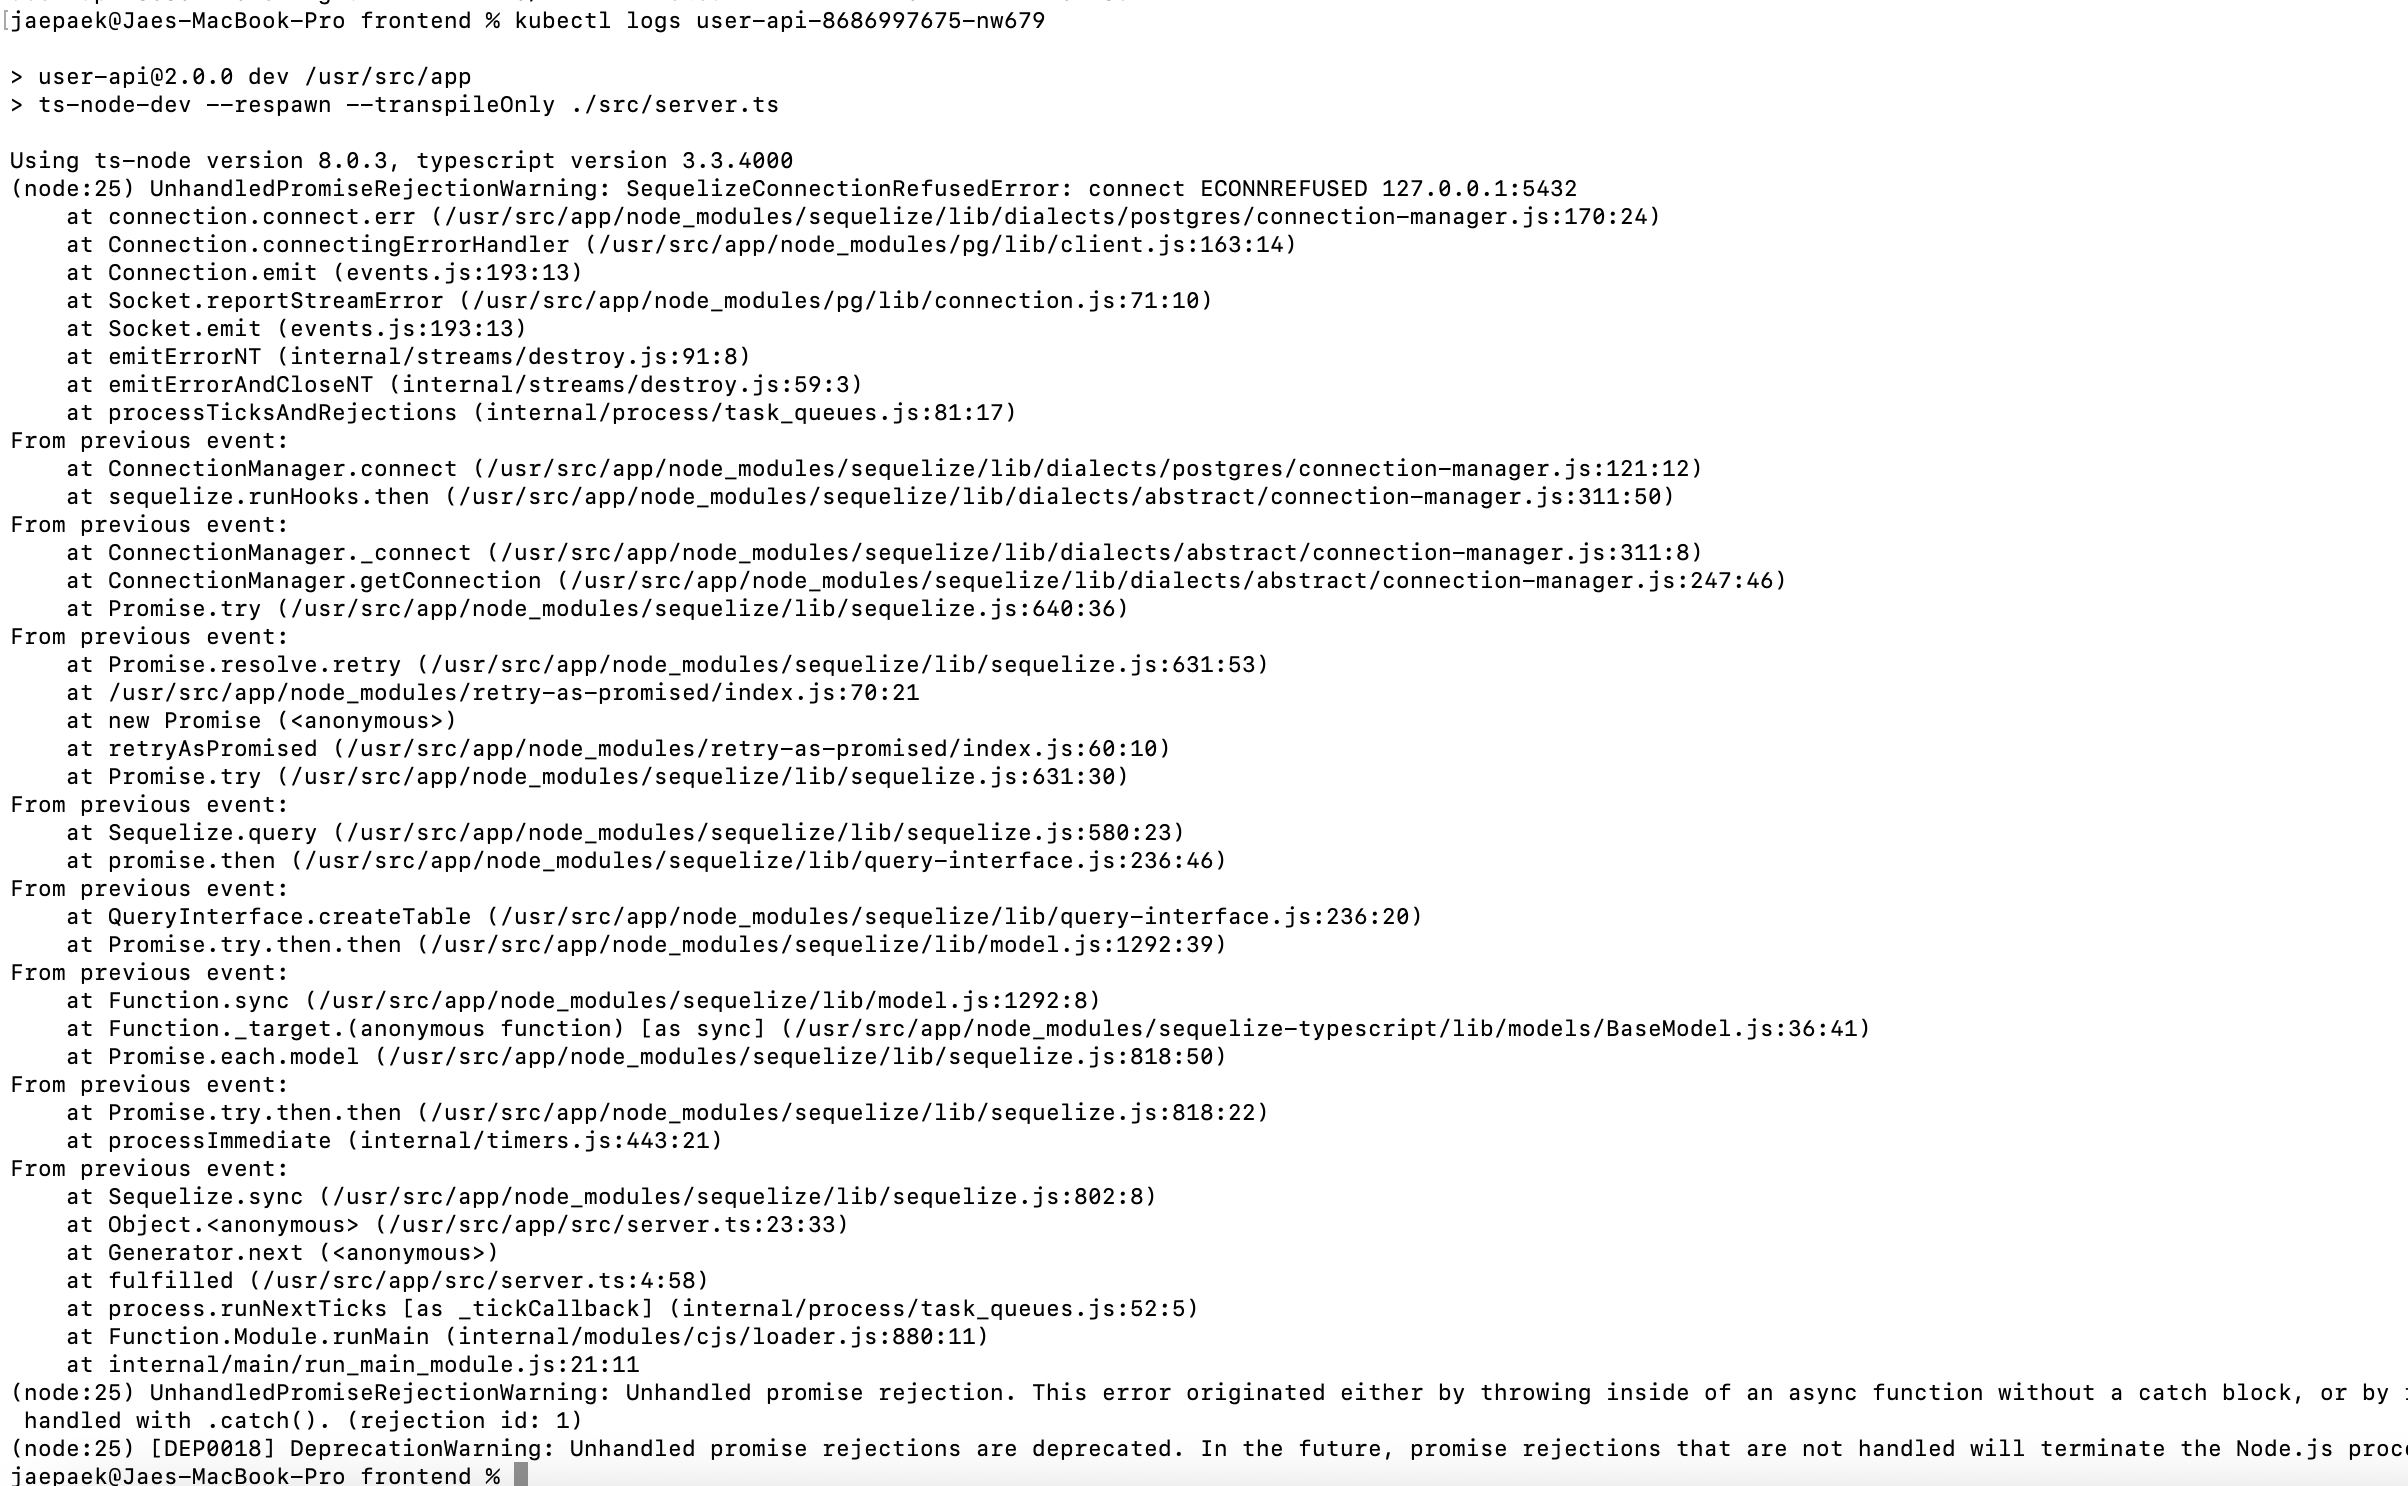 jaepaek@Jaes-MacBook-Pro frontend % kubectl logs user-api-8686997675-nw679
> user-api@2.0.0 dev /usr/src/app
> ts-node-dev --respawn --transpileOnly ./src/server.ts
Using ts-node version 8.0.3, typescript version 3.3.4000
(node:25) UnhandledPromiseRejectionWarning: SequelizeConnectionRefusedError: connect ECONNREFUSED 127.0.0.1:5432
at connection.connect.err (/usr/src/app/node_modules/sequelize/lib/dialects/postgres/connection-manager.js:170:24)
at Connection.connectingErrorHandler (/usr/src/app/node_modules/pg/lib/client.js:163:14)
at Connection.emit (events.js:193:13)
at Socket.reportStreamError (/usr/src/app/node_modules/pg/lib/connection.js:71:10)
at Socket.emit (events.js:193:13)
at emitErrorNT (internal/streams/destroy.js:91:8)
at emitErrorAndCloseNT (internal/streams/destroy.js:59:3)
at processTicksAndRejections (internal/process/task_queues.js:81:17)
From previous event:
at ConnectionManager.connect (/usr/src/app/node_modules/sequelize/lib/dialects/postgres/connection-manager.js:121:12)
at sequelize.runHooks.then (/usr/src/app/node_modules/sequelize/lib/dialects/abstract/connection-manager.js:311:50)
From previous event:
at ConnectionManager._connect (/usr/src/app/node_modules/sequelize/lib/dialects/abstract/connection-manager.js:311:8)
at ConnectionManager.getConnection (/usr/src/app/node_modules/sequelize/lib/dialects/abstract/connection-manager.js:247:46)
at Promise.try (/usr/src/app/node_modules/sequelize/lib/sequelize.js:640:36)
From previous event:
at Promise.resolve.retry (/usr/src/app/node_modules/sequelize/lib/sequelize.js:631:53)
at /usr/src/app/node_modules/retry-as-promised/index.js:70:21
at new Promise (<anonymous>)
at retryAsPromised (/usr/src/app/node_modules/retry-as-promised/index.js:60:10)
at Promise.try (/usr/src/app/node_modules/sequelize/lib/sequelize.js:631:30)
From previous event:
at Sequelize.query (/usr/src/app/node_modules/sequelize/lib/sequelize.js:580:23)
at promise.then (/usr/src/app/node_modules/sequelize/lib/query-interface.js:236:46)
From previous event:
at QueryInterface.createTable (/usr/src/app/node_modules/sequelize/lib/query-interface.js:236:20)
at Promise.try.then.then (/usr/src/app/node_modules/sequelize/lib/model.js:1292:39)
From previous event:
at Function.sync (/usr/src/app/node_modules/sequelize/lib/model.js:1292:8)
at Function._target.(anonymous function) [as sync] (/usr/src/app/node_modules/sequelize-typescript/lib/models/BaseModel.js:36:41)
at Promise.each.model (/usr/src/app/node_modules/sequelize/lib/sequelize.js:818:50)
From previous event:
at Promise.try.then.then (/usr/src/app/node_modules/sequelize/lib/sequelize.js:818:22)
at processImmediate (internal/timers.js:443:21)
From previous event:
at Sequelize.sync (/usr/src/app/node_modules/sequelize/lib/sequelize.js:802:8)
at Object.<anonymous> (/usr/src/app/src/server.ts:23:33)
at Generator.next (<anonymous>)
at fulfilled (/usr/src/app/src/server.ts:4:58)
at process.runNextTicks [as _tickCallback] (internal/process/task_queues.js:52:5)
at Function.Module.runMain (internal/modules/cjs/loader.js:880:11)
at internal/main/run_main_module.js:21:11
(node:25) UnhandledPromiseRejectionWarning: Unhandled promise rejection. This error originated either by throwing inside of an async function without a catch block, or by
handled with .catch(). (rejection id: 1)
(node:25) [DEP0018] DeprecationWarning: Unhandled promise rejections are deprecated. In the future, promise rejections that are not handled will terminate the Node.js
jaepaek@Jaes-MacBook-Pro frontend %